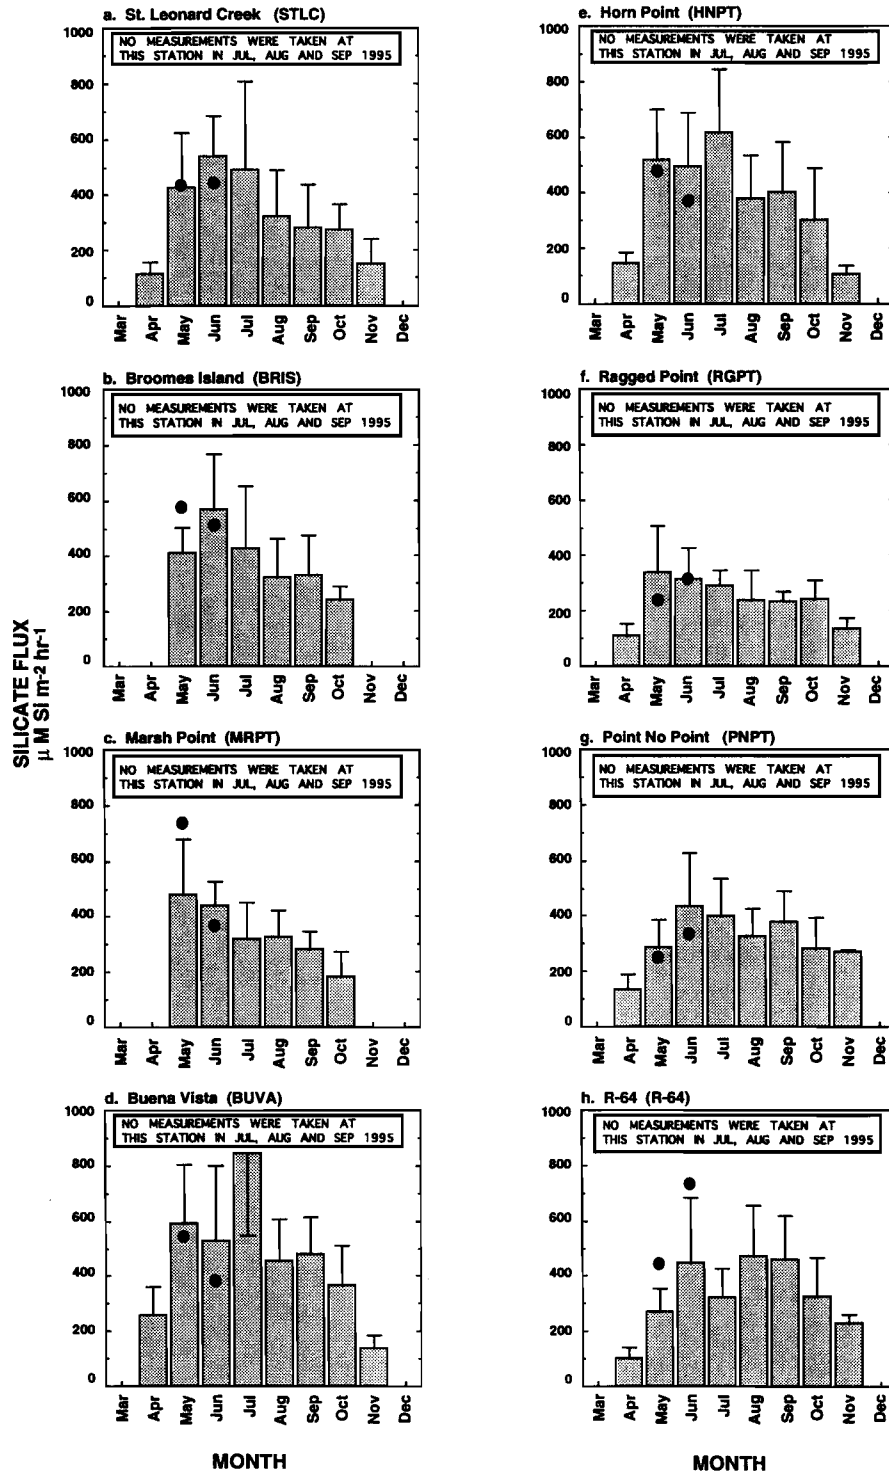 a. St. Leonard Creek (STLC)
1000
NO MEASUREMENTS WERE TAKEN AT
THIS STATION IN JUL, AUG AND SEP 1995
800
600
400
200
0
Mar Apr May Jun Jul Aug Sep Oct Nov Dec
b. Broomes Island (BRIS)
1000
NO MEASUREMENTS WERE TAKEN AT
THIS STATION IN JUL, AUG AND SEP 1995
800
600
400
200
0
Mar Apr May Jun Jul Aug Sep Oct Nov Dec
SILICATE FLUX
μ M Si m-2 hr-1
c. Marsh Point (MRPT)
1000
NO MEASUREMENTS WERE TAKEN AT
THIS STATION IN JUL, AUG AND SEP 1995
800
600
400
200
0
Mar Apr May Jun Jul Aug Sep Oct Nov Dec
d. Buena Vista (BUVA)
1000
NO MEASUREMENTS WERE TAKEN AT
THIS STATION IN JUL, AUG AND SEP 1995
800
600
400
200
0
Mar Apr May Jun Jul Aug Sep Oct Nov Dec
MONTH
e. Horn Point (HNPT)
1000
NO MEASUREMENTS WERE TAKEN AT
THIS STATION IN JUL, AUG AND SEP 1995
800
600
400
200
0
Mar Apr May Jun Jul Aug Sep Oct Nov Dec
f. Ragged Point (RGPT)
1000
NO MEASUREMENTS WERE TAKEN AT
THIS STATION IN JUL, AUG AND SEP 1995
800
600
400
200
0
Mar Apr May Jun Jul Aug Sep Oct Nov Dec
g. Point No Point (PNPT)
1000
NO MEASUREMENTS WERE TAKEN AT
THIS STATION IN JUL, AUG AND SEP 1995
800
600
400
200
0
Mar Apr May Jun Jul Aug Sep Oct Nov Dec
h. R-64 (R-64)
1000
NO MEASUREMENTS WERE TAKEN AT
THIS STATION IN JUL, AUG AND SEP 1995
800
600
400
200
0
Mar Apr May Jun Jul Aug Sep Oct Nov Dec
MONTH